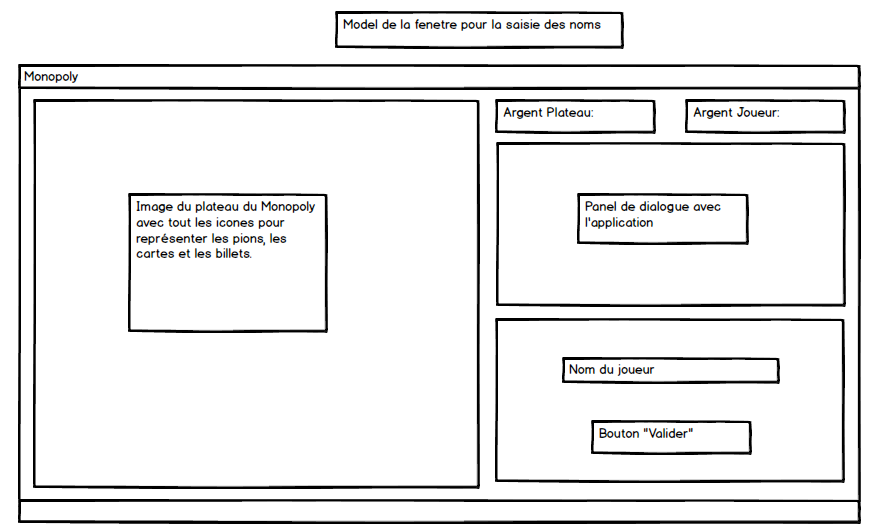 Model de la fenetre pour la saisie des noms
Monopoly
Argent Plateau:
Argent Joueur:
Image du plateau du Monopoly
avec tout les icones pour
représenter les pions, les
cartes et les billets.
Panel de dialogue avec
l'application
Nom du joueur
Bouton "Valider"